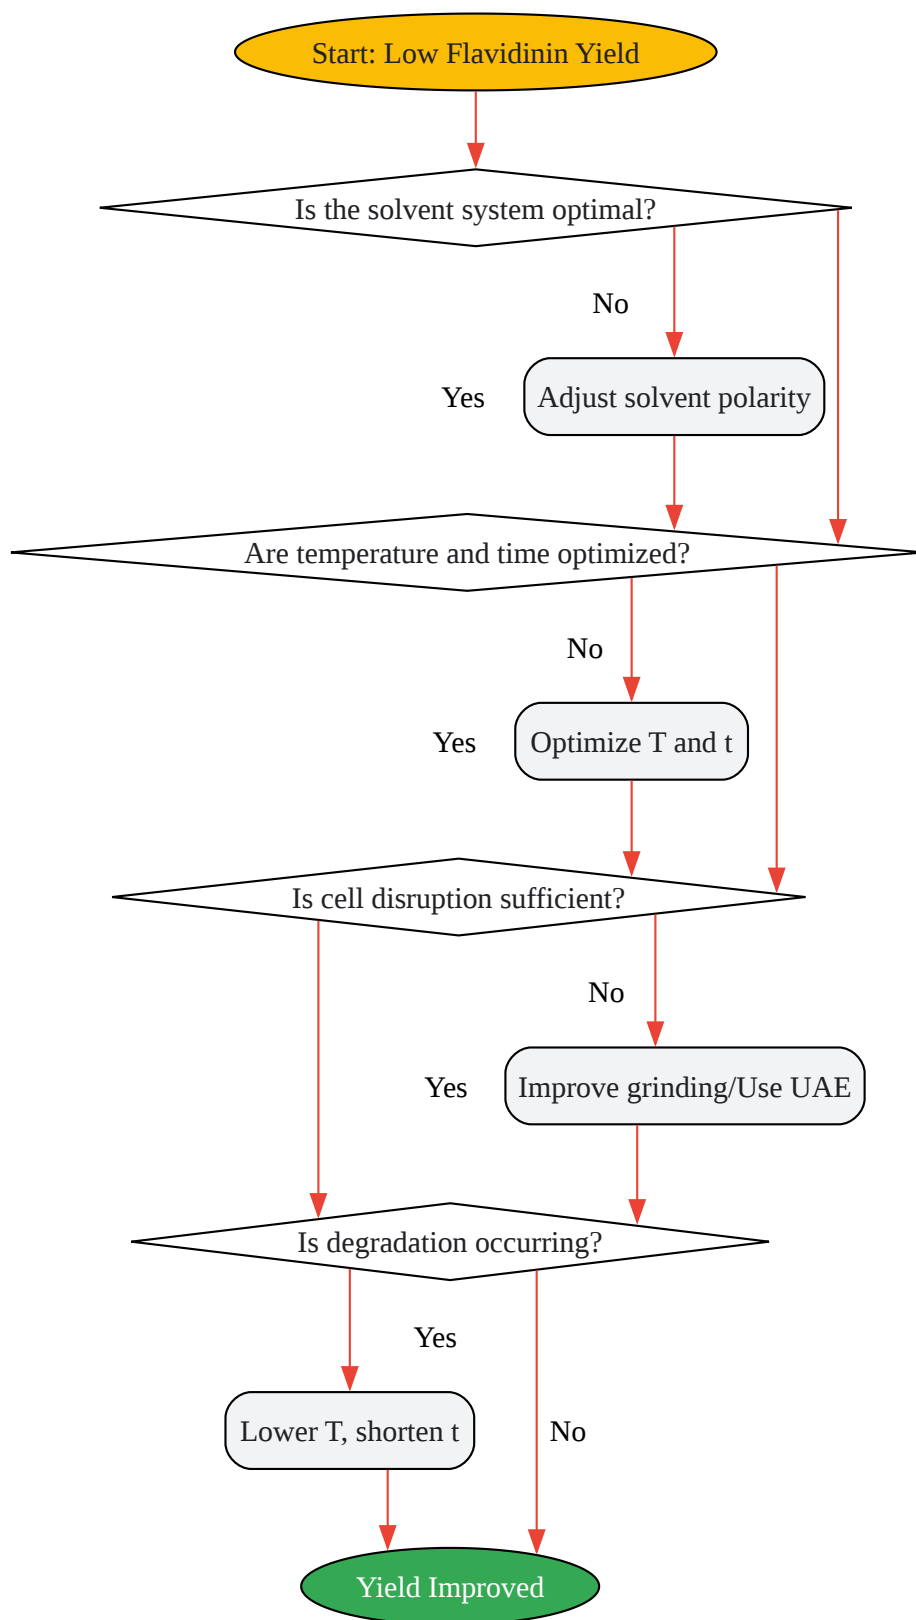 Start: Low Flavidinin Yield
Is the solvent system optimal?
No
Yes
Adjust solvent polarity
Are temperature and time optimized?
No
Yes
Optimize T and t
Is cell disruption sufficient?
No
Yes
Improve grinding/Use UAE
Is degradation occurring?
Yes
Lower T, shorten t
No
Yield Improved